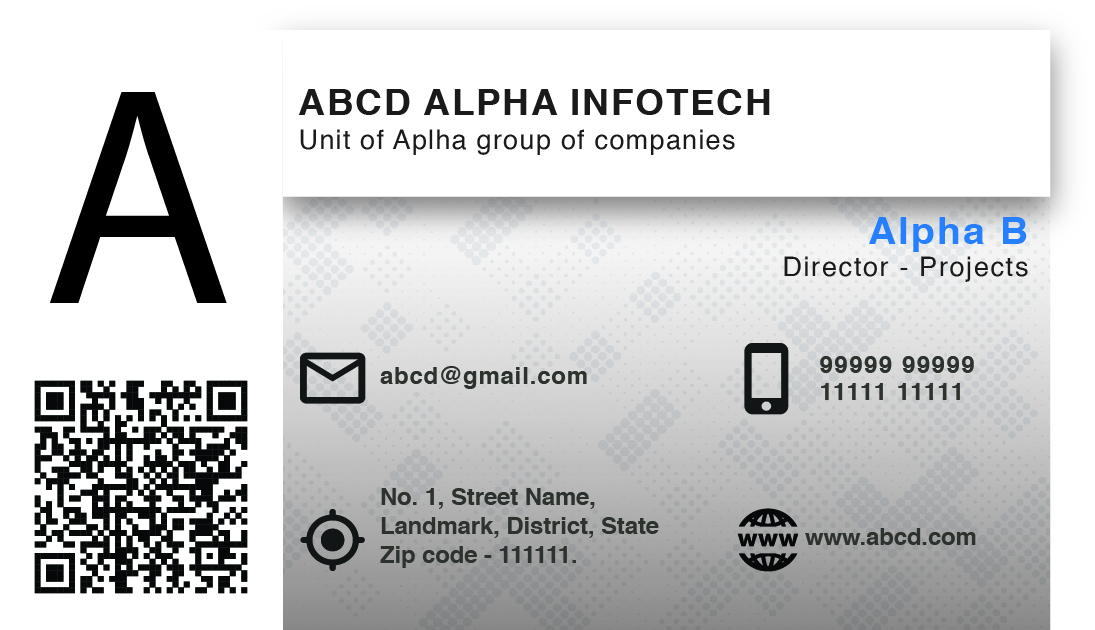 A
ABCD ALPHA INFOTECH
Unit of Aplha group of companies
Alpha B
Director - Projects
abcd@gmail.com
99999 99999
11111 11111
No. 1, Street Name,
Landmark, District, State
Zip code - 111111.
www www.abcd.com